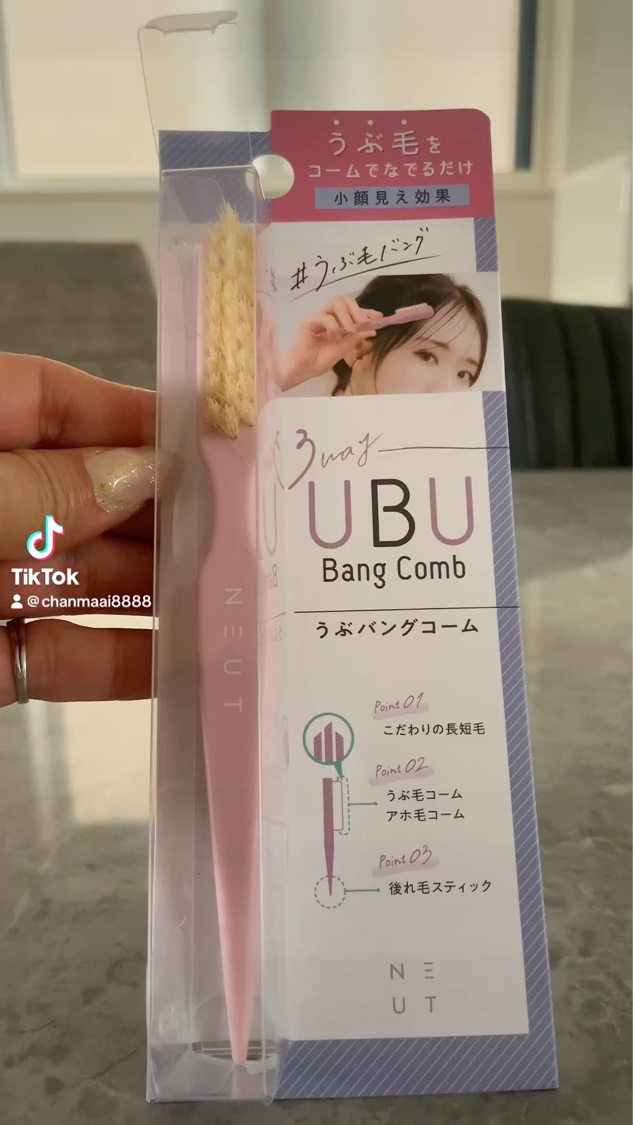 うぶ毛を
コームでなでるだけ
小顔見え効果
#うぶ毛バング
3way
UBU
Bang Comb
うぶバングコーム
Point 01
こだわりの長短毛
Point 02
うぶ毛コーム
アホ毛コーム
Point 03
後れ毛スティック
NE
UT
NEUT
TikTok
@chanmaai8888